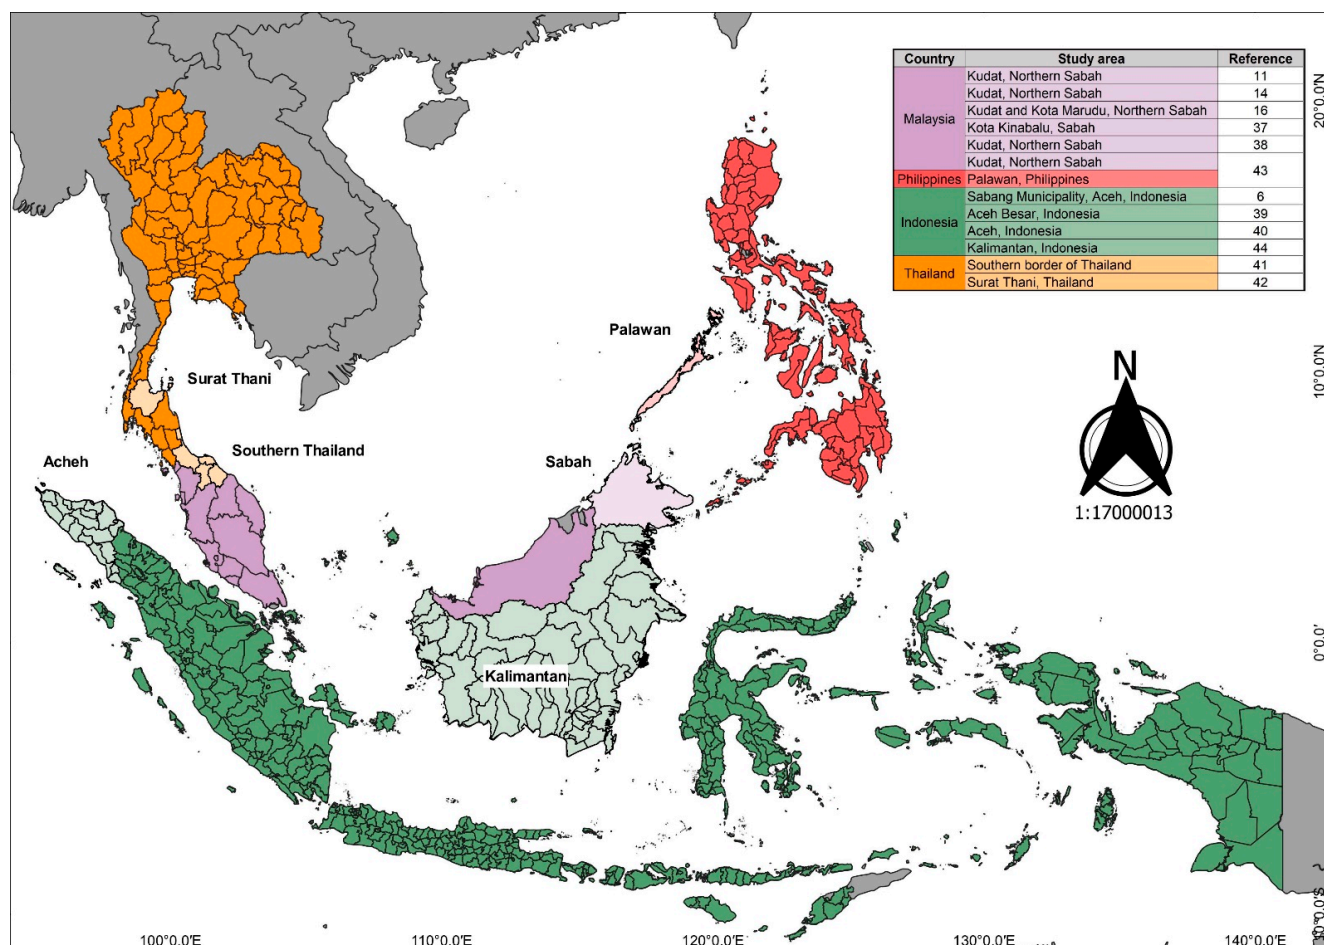 Country Study area Reference
Malaysia
Kudat, Northern Sabah 11
Kudat, Northern Sabah 14
Kudat and Kota Marudu, Northern Sabah 16
Kota Kinabalu, Sabah 37
Kudat, Northern Sabah 38
Kudat, Northern Sabah 43
Philippines Palawan, Philippines
Indonesia
Sabang Municipality, Aceh, Indonesia 6
Aceh Besar, Indonesia 39
Aceh, Indonesia 40
Kalimantan, Indonesia 44
Thailand
Southern border of Thailand 41
Surat Thani, Thailand 42
20°0.0'N
Palawan
N
10°0.0'N
Surat Thani
Southern Thailand
Acheh
Sabah
1:17000013
0°0.0'
Kalimantan
100°0.0'E 110°0.0'E 120°0.0'E 130°0.0'E 140°0.0'E